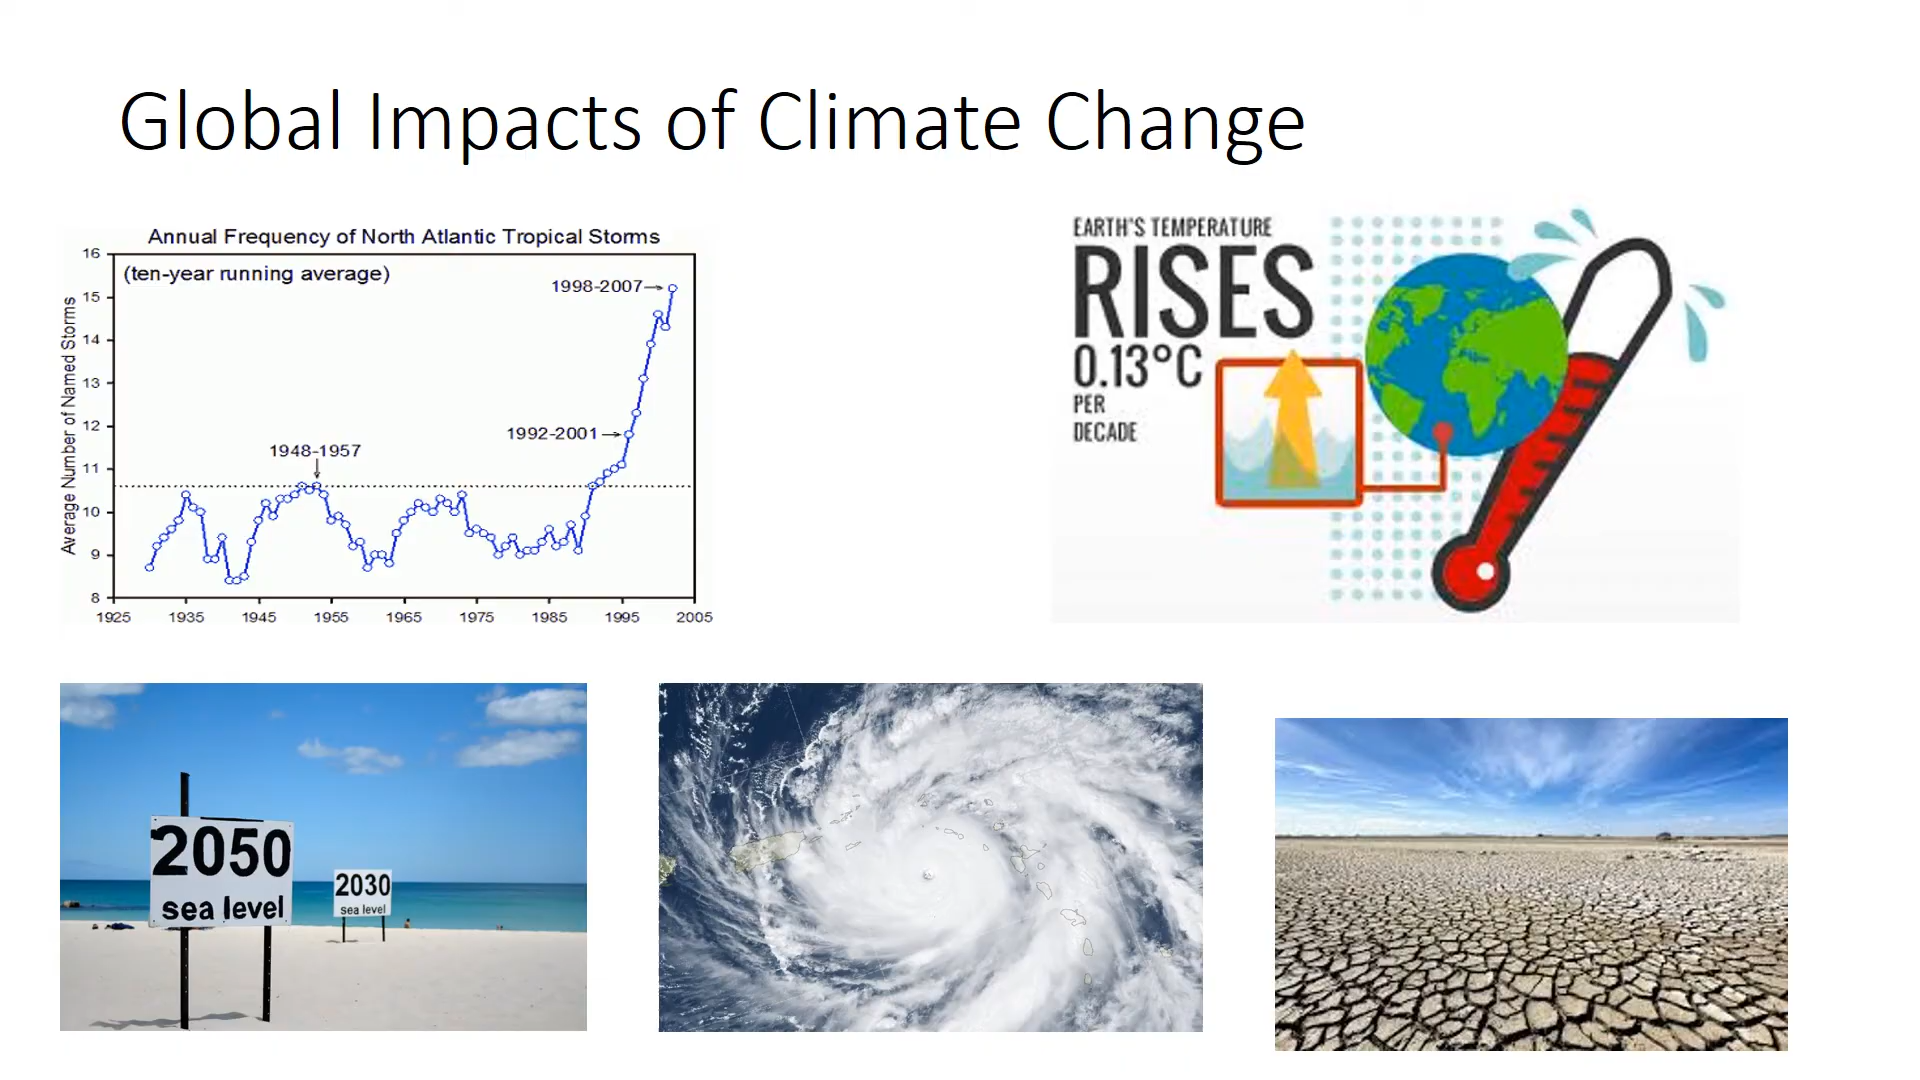 Global Impacts of Climate Change
Annual Frequency of North Atlantic Tropical Storms
(ten-year running average)
Average Number of Named Storms
16
15
14
13
12
11
10
9
8
1998-2007
1992-2001
1948-1957
1925 1935 1945 1955 1965 1975 1985 1995 2005
EARTH'S TEMPERATURE
RISES
0.13°C
PER
DECADE
2050
sea level
2030
sea level